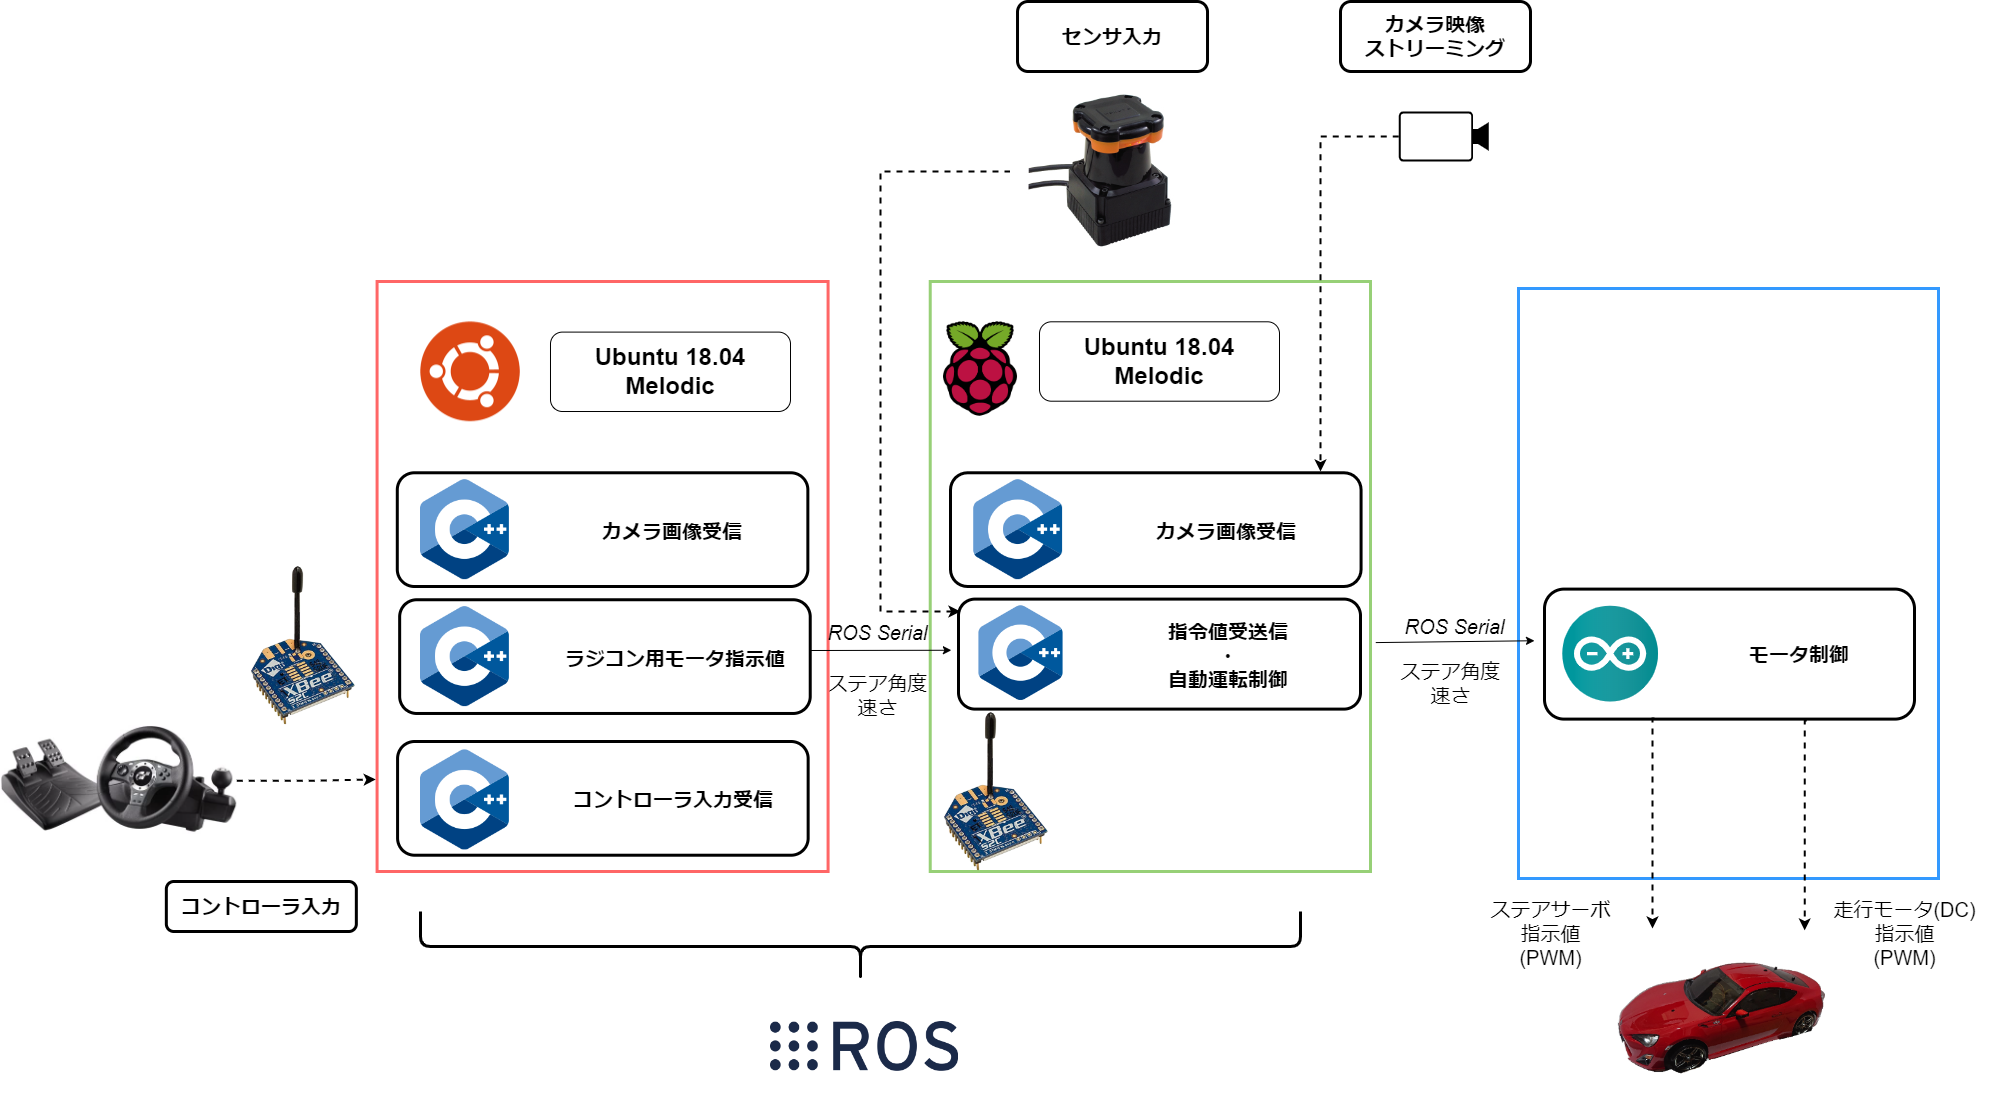 センサ入力
カメラ映像
ストリーミング
Ubuntu 18.04
Melodic
Ubuntu 18.04
Melodic
カメラ画像受信
カメラ画像受信
ラジコン用モータ指示値
ROS Serial
ステア角度
速さ
指令値受送信
・
自動運転制御
ROS Serial
ステア角度
速さ
モータ制御
コントローラ入力受信
コントローラ入力
Digi
XBee
S2C
Digi
XBee
S2C
ステアサーボ
指示値
(PWM)
走行モータ(DC)
指示値
(PWM)
ROS